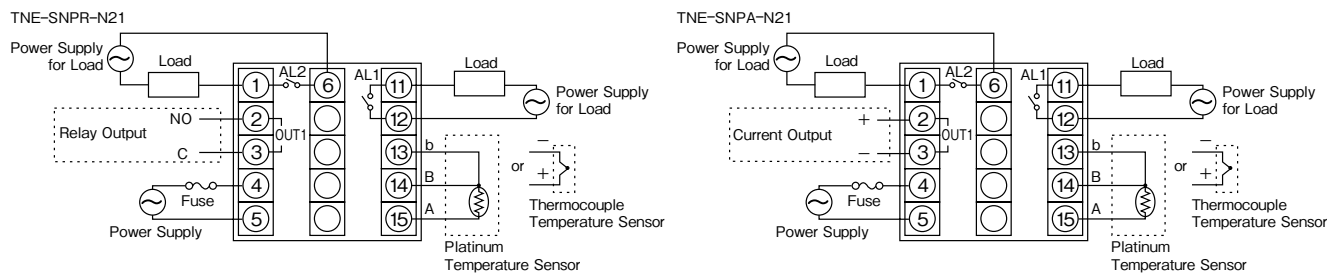 TNE-SNPR-N21
Power Supply
for Load
Load
1
AL2
6
AL1
11
Load
Power Supply
for Load
2
12
NO
Relay Output
OUT1
C
3
13
b
or
−
+
14
B
4
Fuse
5
15
A
Power Supply
Thermocouple
Temperature Sensor
Platinum
Temperature Sensor
TNE-SNPA-N21
Power Supply
for Load
Load
1
AL2
6
AL1
11
Load
Power Supply
for Load
2
12
+
Current Output
OUT1
−
3
13
b
or
−
+
14
B
4
Fuse
5
15
A
Power Supply
Thermocouple
Temperature Sensor
Platinum
Temperature Sensor